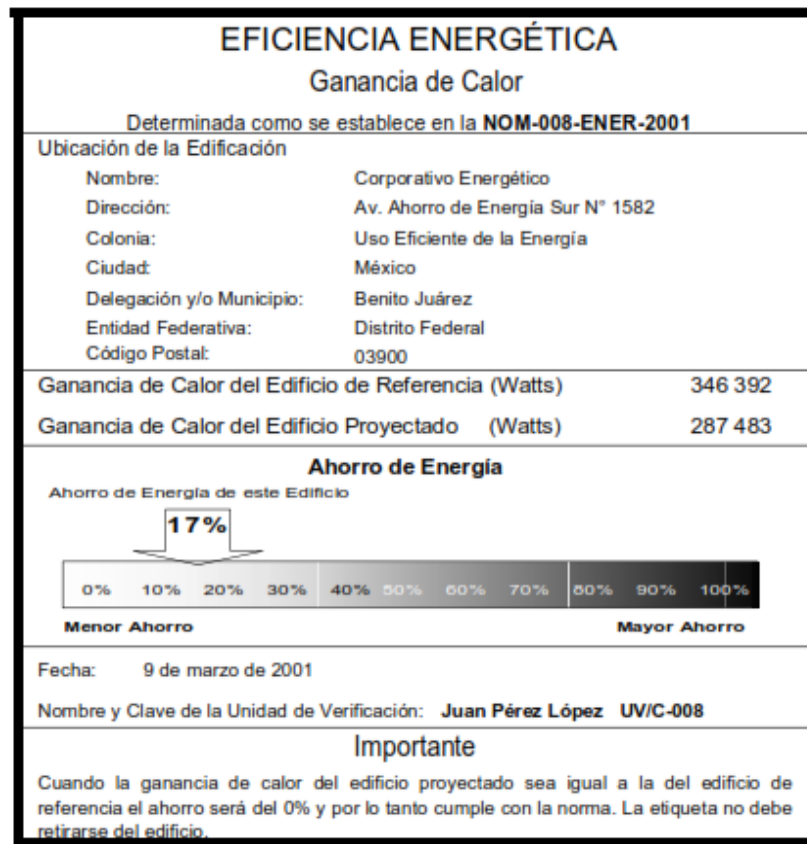 EFICIENCIA ENERGÉTICA
Ganancia de Calor
Determinada como se establece en la NOM-008-ENER-2001
Ubicación de la Edificación
Nombre: Corporativo Energético
Dirección: Av. Ahorro de Energía Sur N° 1582
Colonia: Uso Eficiente de la Energía
Ciudad: México
Delegación y/o Municipio: Benito Juárez
Entidad Federativa: Distrito Federal
Código Postal: 03900
Ganancia de Calor del Edificio de Referencia (Watts) 346 392
Ganancia de Calor del Edificio Proyectado (Watts) 287 483
Ahorro de Energía
Ahorro de Energía de este Edificio
17%
0% 10% 20% 30% 40% 50% 60% 70% 80% 90% 100%
Menor Ahorro Mayor Ahorro
Fecha: 9 de marzo de 2001
Nombre y Clave de la Unidad de Verificación: Juan Pérez López UV/C-008
Importante
Cuando la ganancia de calor del edificio proyectado sea igual a la del edificio de
referencia el ahorro será del 0% y por lo tanto cumple con la norma. La etiqueta no debe
retirarse del edificio.